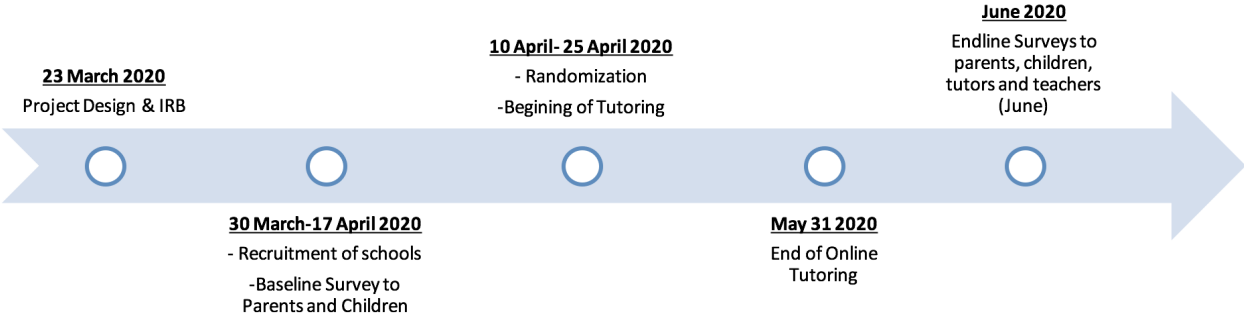 23 March 2020
Project Design & IRB
30 March-17 April 2020
- Recruitment of schools
-Baseline Survey to
Parents and Children
10 April- 25 April 2020
- Randomization
-Begining of Tutoring
May 31 2020
End of Online
Tutoring
June 2020
Endline Surveys to
parents, children,
tutors and teachers
(June)